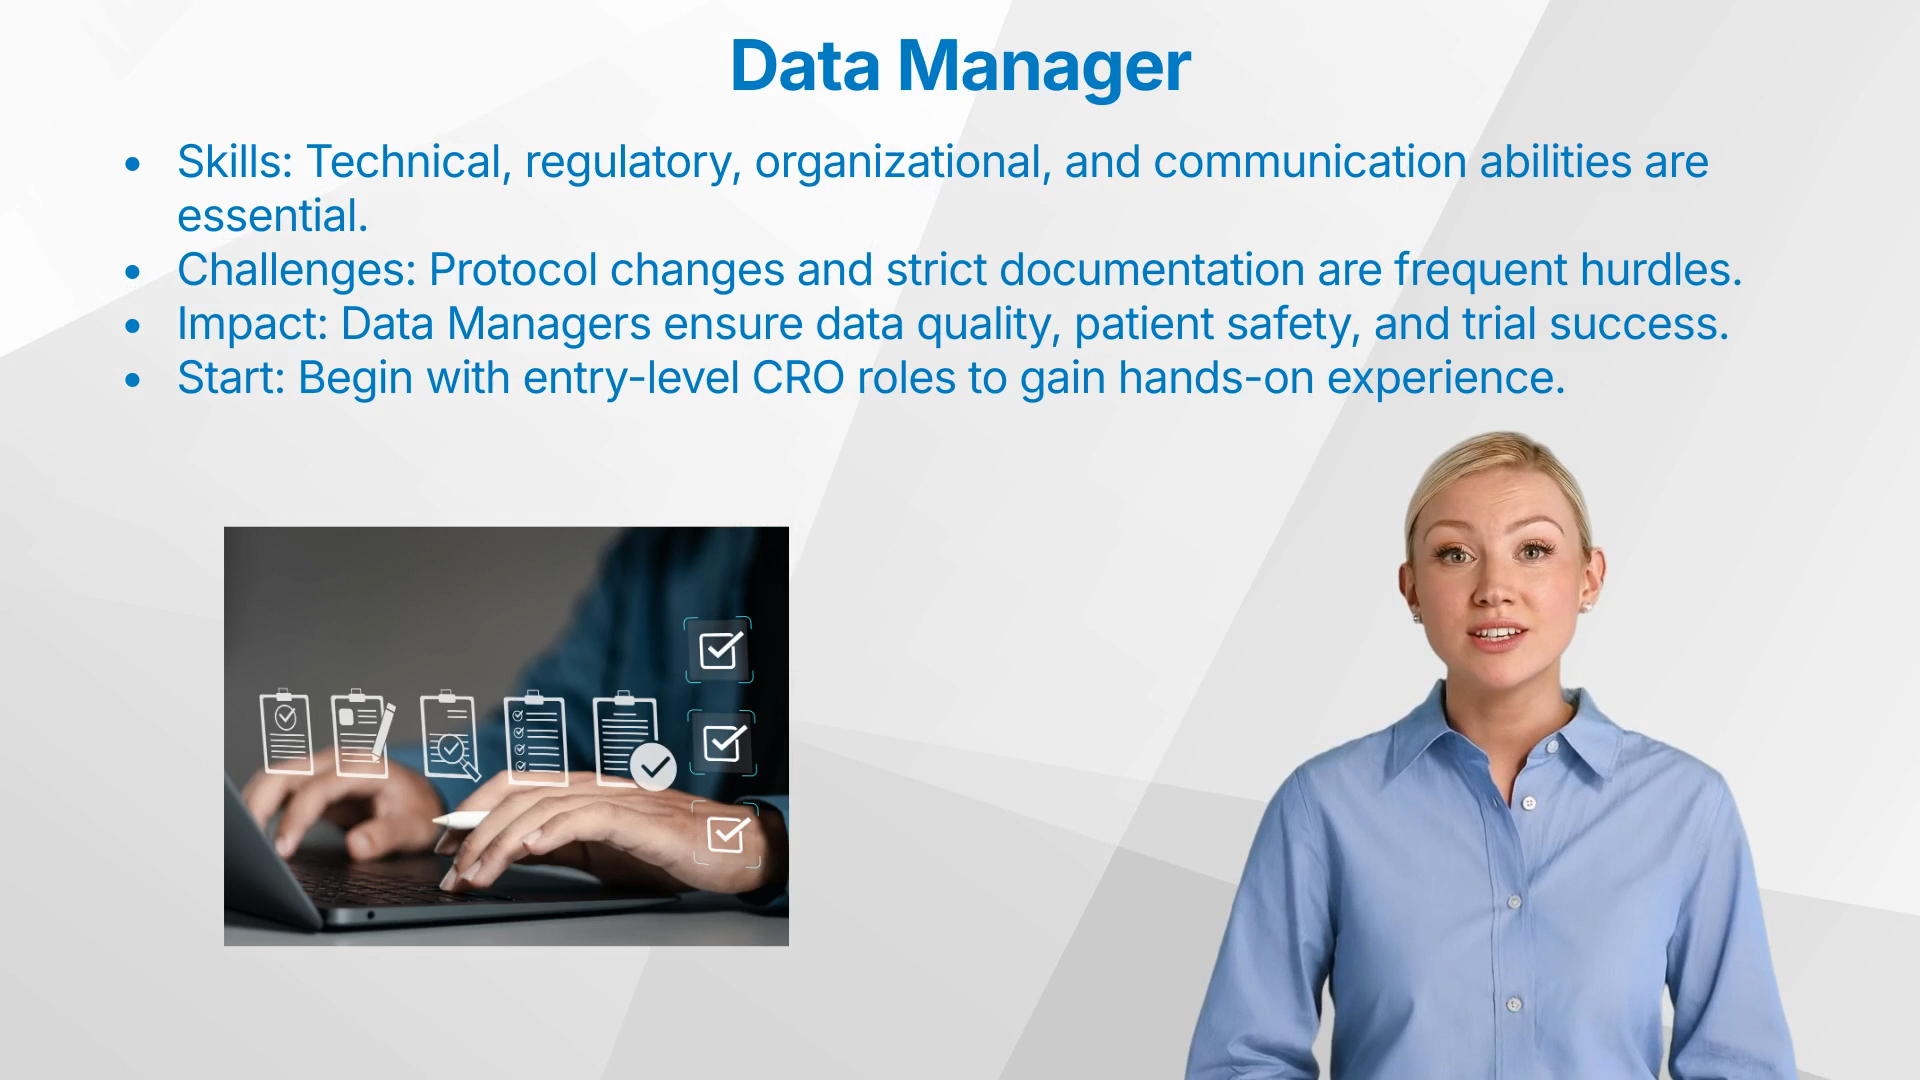 Data Manager
• Skills: Technical, regulatory, organizational, and communication abilities are
essential.
• Challenges: Protocol changes and strict documentation are frequent hurdles.
• Impact: Data Managers ensure data quality, patient safety, and trial success.
• Start: Begin with entry-level CRO roles to gain hands-on experience.